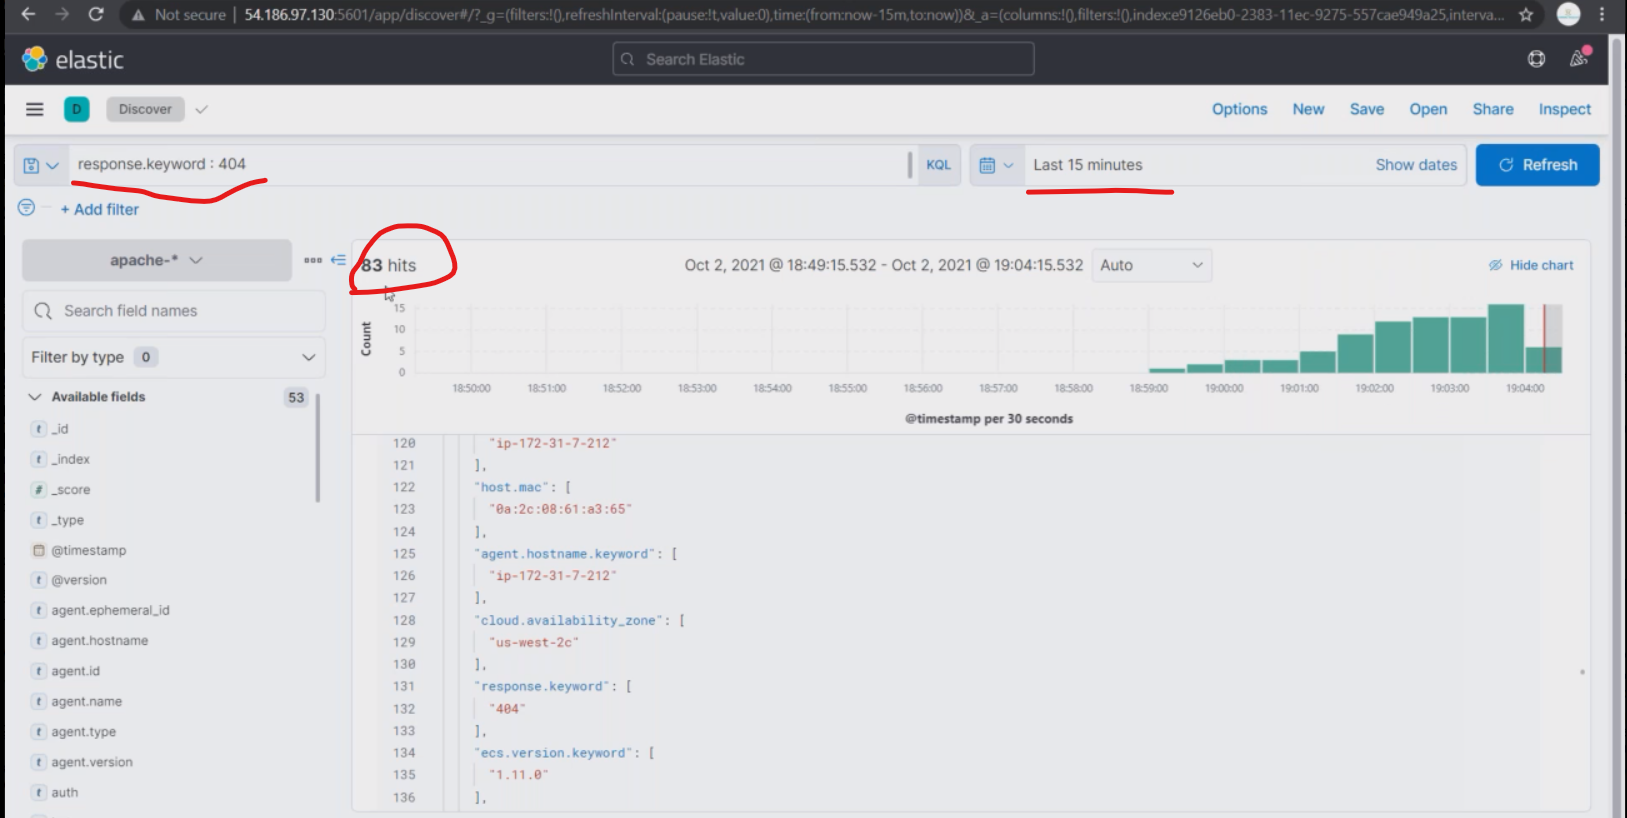 Not secure | 54.186.97.130:5601/app/discover#/?_g=(filters:!(),refreshInterval:(pause:!t,value:0),time:(from:now-15m,to:now))&_a=(columns:!(),filters:!(),index:ce9126eb0-2383-11ec-9275-557cae949a25,interva...
elastic
Search Elastic
D Discover
Options New Save Open Share Inspect
response.keyword : 404
KQL
Last 15 minutes
Show dates
Refresh
+ Add filter
apache-*
83 hits
Oct 2, 2021 @ 18:49:15.532 - Oct 2, 2021 @ 19:04:15.532
Auto
Hide chart
Search field names
Filter by type 0
Available fields 53
t _id
t _index
# _score
t _type
@timestamp
t @version
t agent.ephemeral_id
t agent.hostname
t agent.id
t agent.name
t agent.type
t agent.version
t auth
Count
15
10
5
0
18:50:00 18:51:00 18:52:00 18:53:00 18:54:00 18:55:00 18:56:00 18:57:00 18:58:00 18:59:00 19:00:00 19:01:00 19:02:00 19:03:00 19:04:00
@timestamp per 30 seconds
120 "ip-172-31-7-212"
121 ],
122 "host.mac": [
123 "0a:2c:08:61:a3:65"
124 ],
125 "agent.hostname.keyword": [
126 "ip-172-31-7-212"
127 ],
128 "cloud.availability_zone": [
129 "us-west-2c"
130 ],
131 "response.keyword": [
132 "404"
133 ],
134 "ecs.version.keyword": [
135 "1.11.0"
136 ],